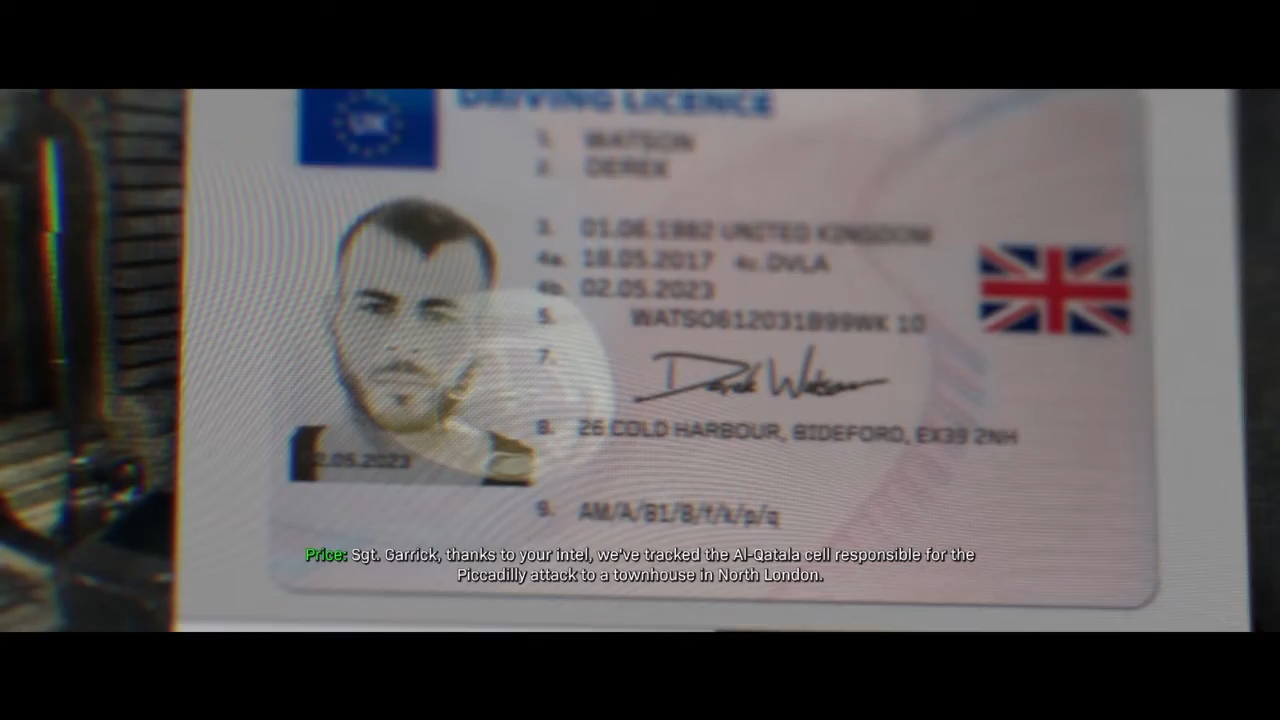 UK
DRIVING LICENCE
1. WATSON
2. DEREK
3. 01.06.1982 UNITED KINGDOM
4a. 18.05.2017 4c. DVLA
4b. 02.05.2023
5. WATSO612031B99WK 10
7. Derek Watson
8. 26 COLD HARBOUR, BIDEFORD, EX39 2NH
.05.2023
9. AM/A/B1/B/f/k/p/q
Price: Sgt. Garrick, thanks to your intel, we've tracked the Al-Qatala cell responsible for the
Piccadilly attack to a townhouse in North London.